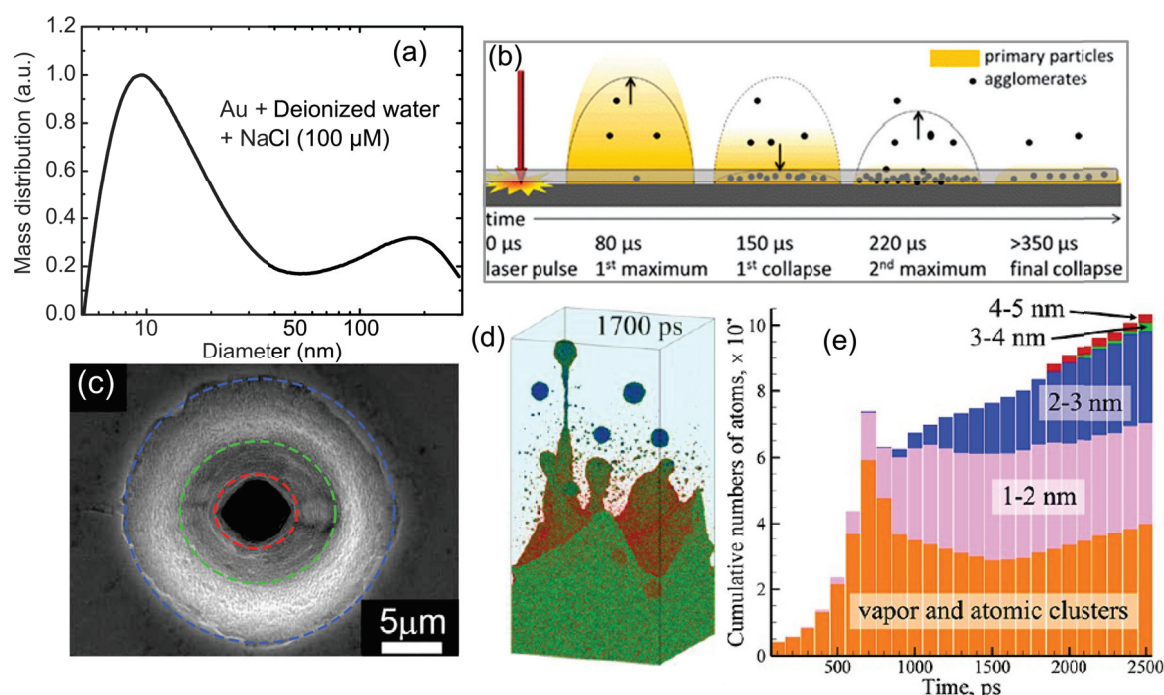 (a)
Mass distribution (a.u.)
1.2
1.0
0.8
0.6
0.4
0.2
0.0
Au + Deionized water
+ NaCl (100 µM)
10
50
100
Diameter (nm)
(b)
primary particles
agglomerates
time
0 µs
80 µs
150 µs
220 µs
>350 µs
laser pulse
1st maximum
1st collapse
2nd maximum
final collapse
(c)
5µm
(d)
1700 ps
(e)
Cumulative numbers of atoms, × 10
10
8
6
4
2
0
4-5 nm
3-4 nm
2-3 nm
1-2 nm
vapor and atomic clusters
500
1000
1500
2000
2500
Time, ps